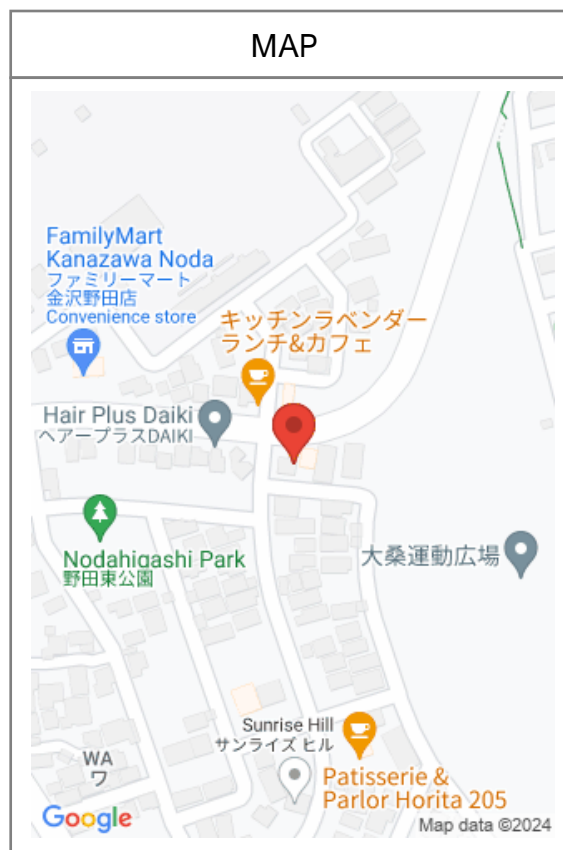 MAP
FamilyMart
Kanazawa Noda
ファミリーマート
金沢野田店
Convenience store
キッチンラベンダー
ランチ&カフェ
Hair Plus Daiki
ヘアープラスDAIKI
Nodahigashi Park
野田東公園
大桑運動広場
Sunrise Hill
サンライズ ヒル
WA
ワ
Patisserie &
Parlor Horita 205
Google
Map data ©2024